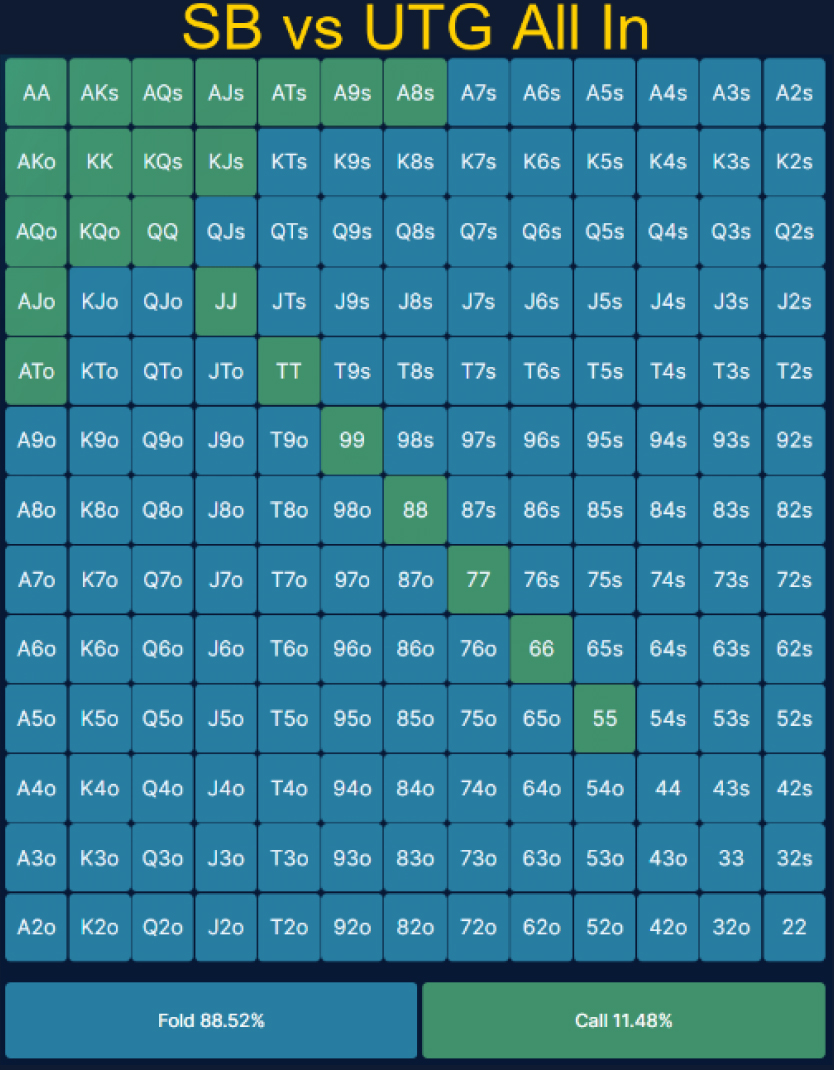 SB vs UTG All In
AA AKs AQs AJs ATs A9s A8s A7s A6s A5s A4s A3s A2s
AKo KK KQs KJs KTs K9s K8s K7s K6s K5s K4s K3s K2s
AQo KQo QQ QJs QTs Q9s Q8s Q7s Q6s Q5s Q4s Q3s Q2s
AJo KJo QJo JJ JTs J9s J8s J7s J6s J5s J4s J3s J2s
ATo KTo QTo JTo TT T9s T8s T7s T6s T5s T4s T3s T2s
A9o K9o Q9o J9o T9o 99 98s 97s 96s 95s 94s 93s 92s
A8o K8o Q8o J8o T8o 98o 88 87s 86s 85s 84s 83s 82s
A7o K7o Q7o J7o T7o 97o 87o 77 76s 75s 74s 73s 72s
A6o K6o Q6o J6o T6o 96o 86o 76o 66 65s 64s 63s 62s
A5o K5o Q5o J5o T5o 95o 85o 75o 65o 55 54s 53s 52s
A4o K4o Q4o J4o T4o 94o 84o 74o 64o 54o 44 43s 42s
A3o K3o Q3o J3o T3o 93o 83o 73o 63o 53o 43o 33 32s
A2o K2o Q2o J2o T2o 92o 82o 72o 62o 52o 42o 32o 22
Fold 88.52% Call 11.48%